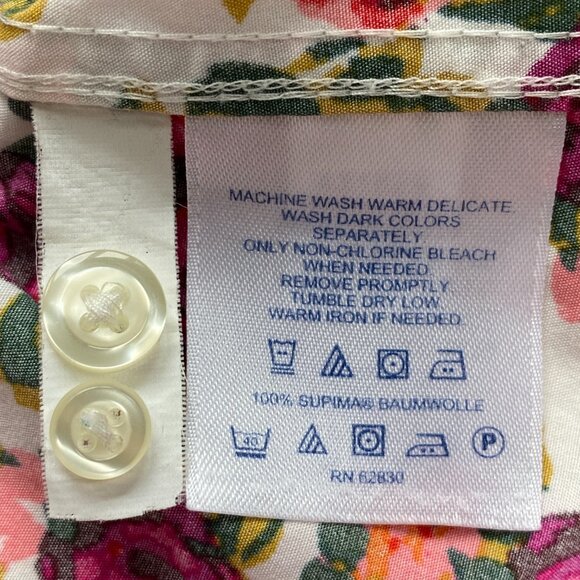 MACHINE WASH WARM DELICATE.
WASH DARK COLORS
SEPARATELY
ONLY NON-CHLORINE BLEACH
WHEN NEEDED.
REMOVE PROMPTLY
TUMBLE DRY LOW.
WARM IRON IF NEEDED.
100% SUPIMA® BAUMWOLLE
40 P
RN 62830